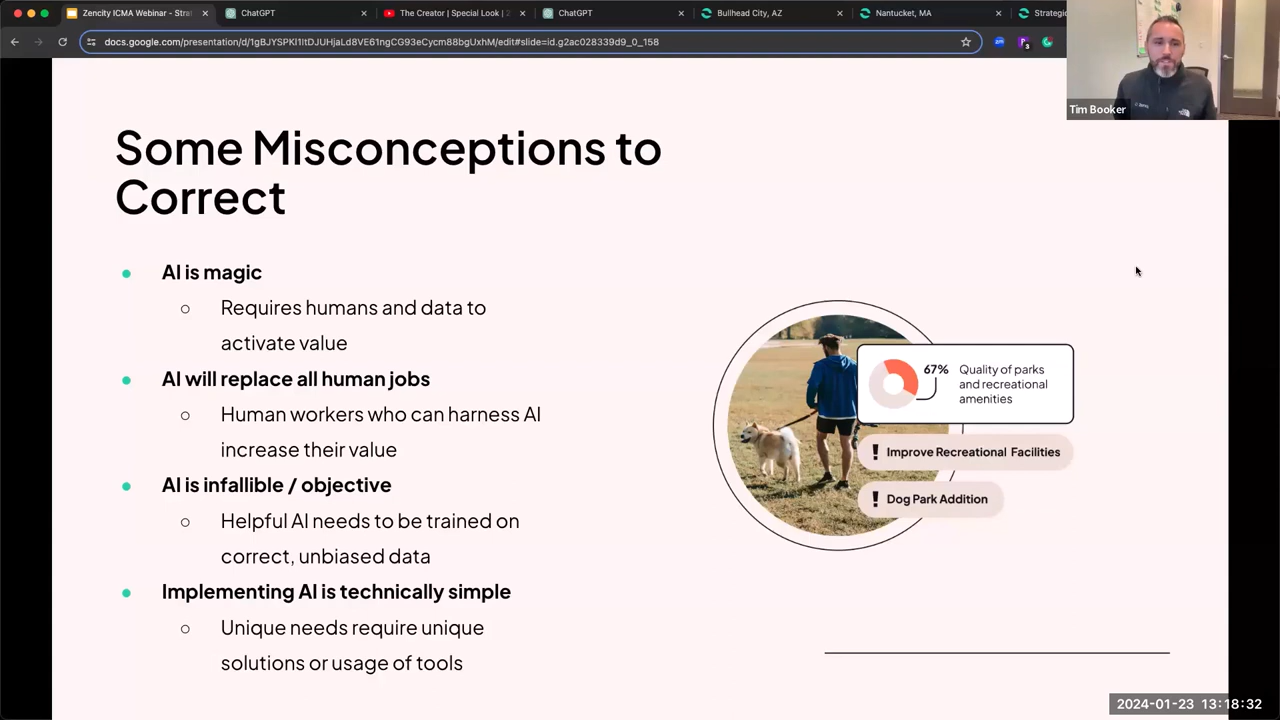 Zencity ICMA Webinar - Stra
ChatGPT
The Creator | Special Look | 2
ChatGPT
Bullhead City, AZ
Nantucket, MA
Strategi
docs.google.com/presentation/d/1gBJYSPKl1ltDJUHjaLd8VE61ngCG93eCycm88bgUxhM/edit#slide=id.g2ac028339d9_0_158
Tim Booker
Some Misconceptions to
Correct
AI is magic
Requires humans and data to
activate value
AI will replace all human jobs
Human workers who can harness AI
increase their value
AI is infallible / objective
Helpful AI needs to be trained on
correct, unbiased data
Implementing AI is technically simple
Unique needs require unique
solutions or usage of tools
67%
Quality of parks
and recreational
amenities
! Improve Recreational Facilities
! Dog Park Addition
2024-01-23 13:18:32